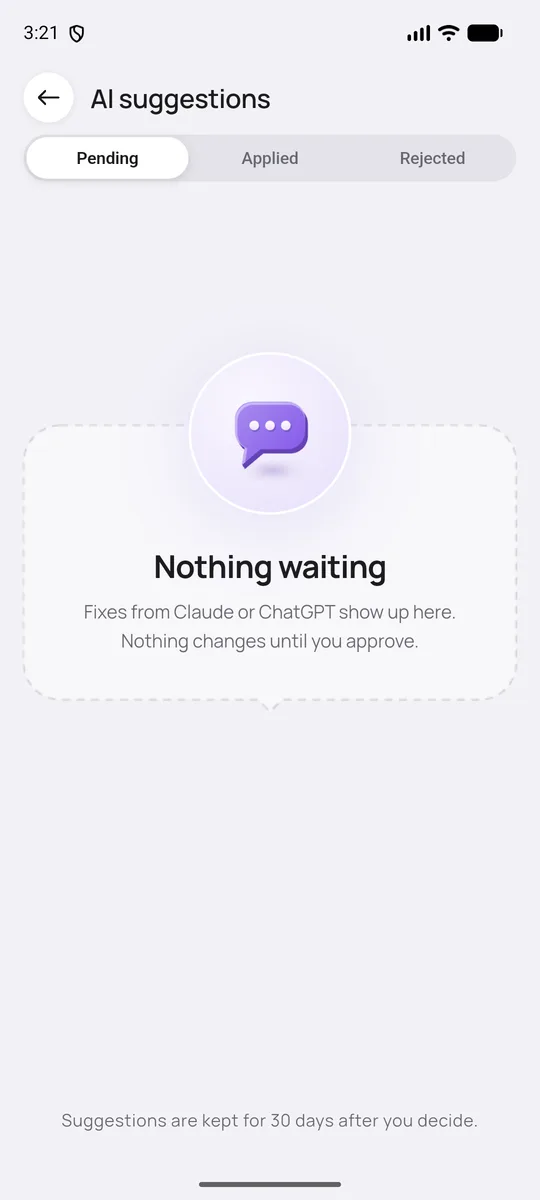 3:21
AI suggestions
Pending
Applied
Rejected
Nothing waiting
Fixes from Claude or ChatGPT show up here.
Nothing changes until you approve.
Suggestions are kept for 30 days after you decide.